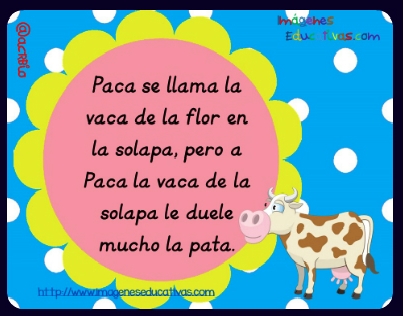 Imágenes
Educativas.com
@acRBIo
Paca se llama la
vaca de la flor en
la solapa, pero a
Paca la vaca de la
solapa le duele
mucho la pata.
http://www.imageneseducativas.com